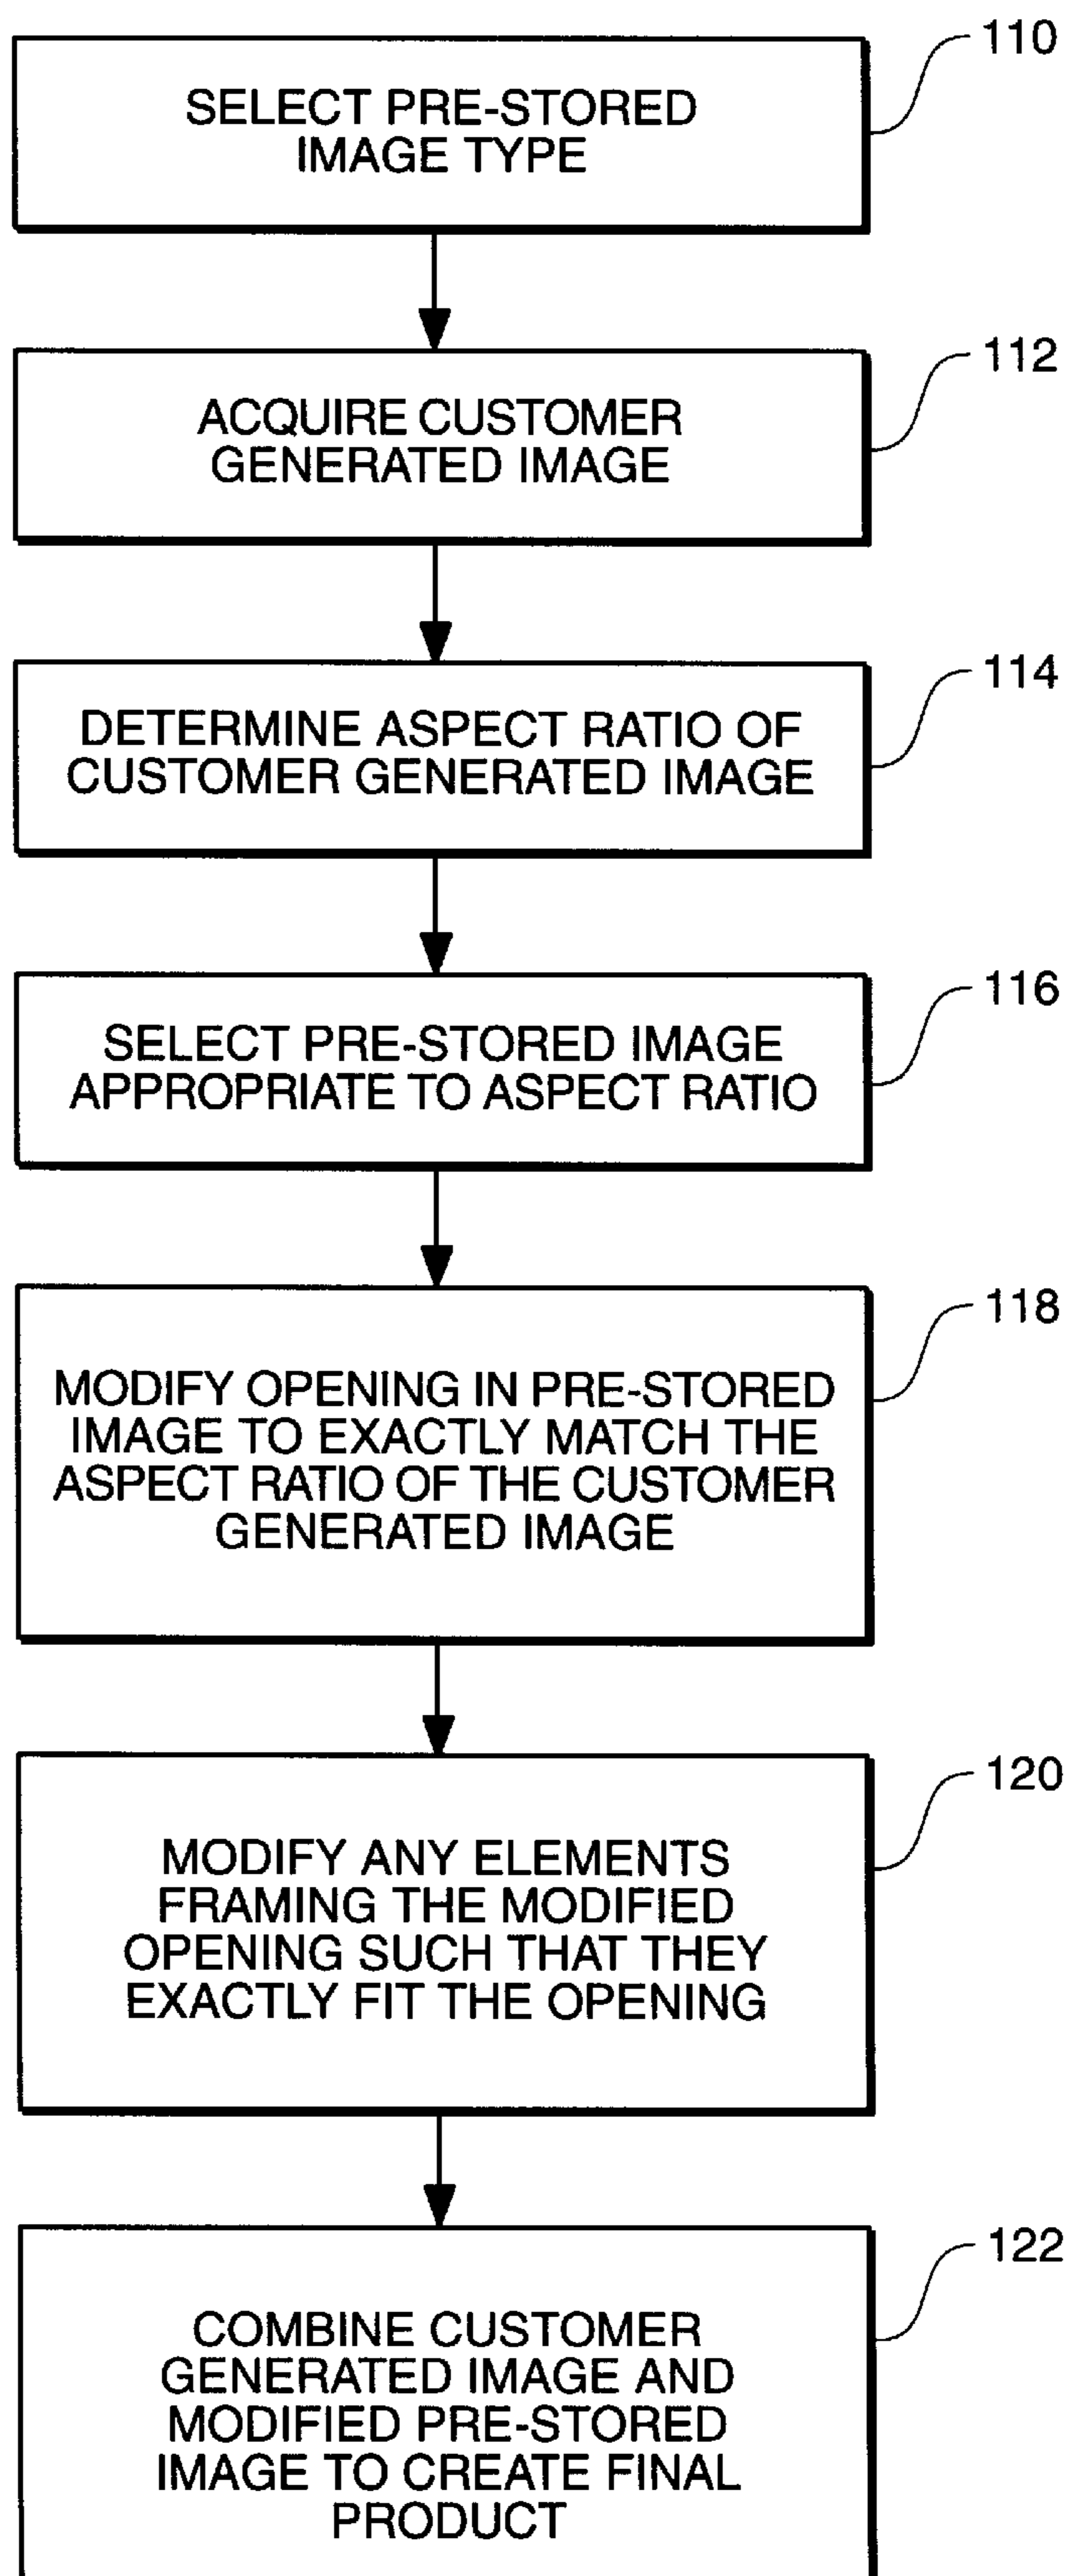 110
SELECT PRE-STORED
IMAGE TYPE
112
ACQUIRE CUSTOMER
GENERATED IMAGE
114
DETERMINE ASPECT RATIO OF
CUSTOMER GENERATED IMAGE
116
SELECT PRE-STORED IMAGE
APPROPRIATE TO ASPECT RATIO
118
MODIFY OPENING IN PRE-STORED
IMAGE TO EXACTLY MATCH THE
ASPECT RATIO OF THE CUSTOMER
GENERATED IMAGE
120
MODIFY ANY ELEMENTS
FRAMING THE MODIFIED
OPENING SUCH THAT THEY
EXACTLY FIT THE OPENING
122
COMBINE CUSTOMER
GENERATED IMAGE AND
MODIFIED PRE-STORED
IMAGE TO CREATE FINAL
PRODUCT